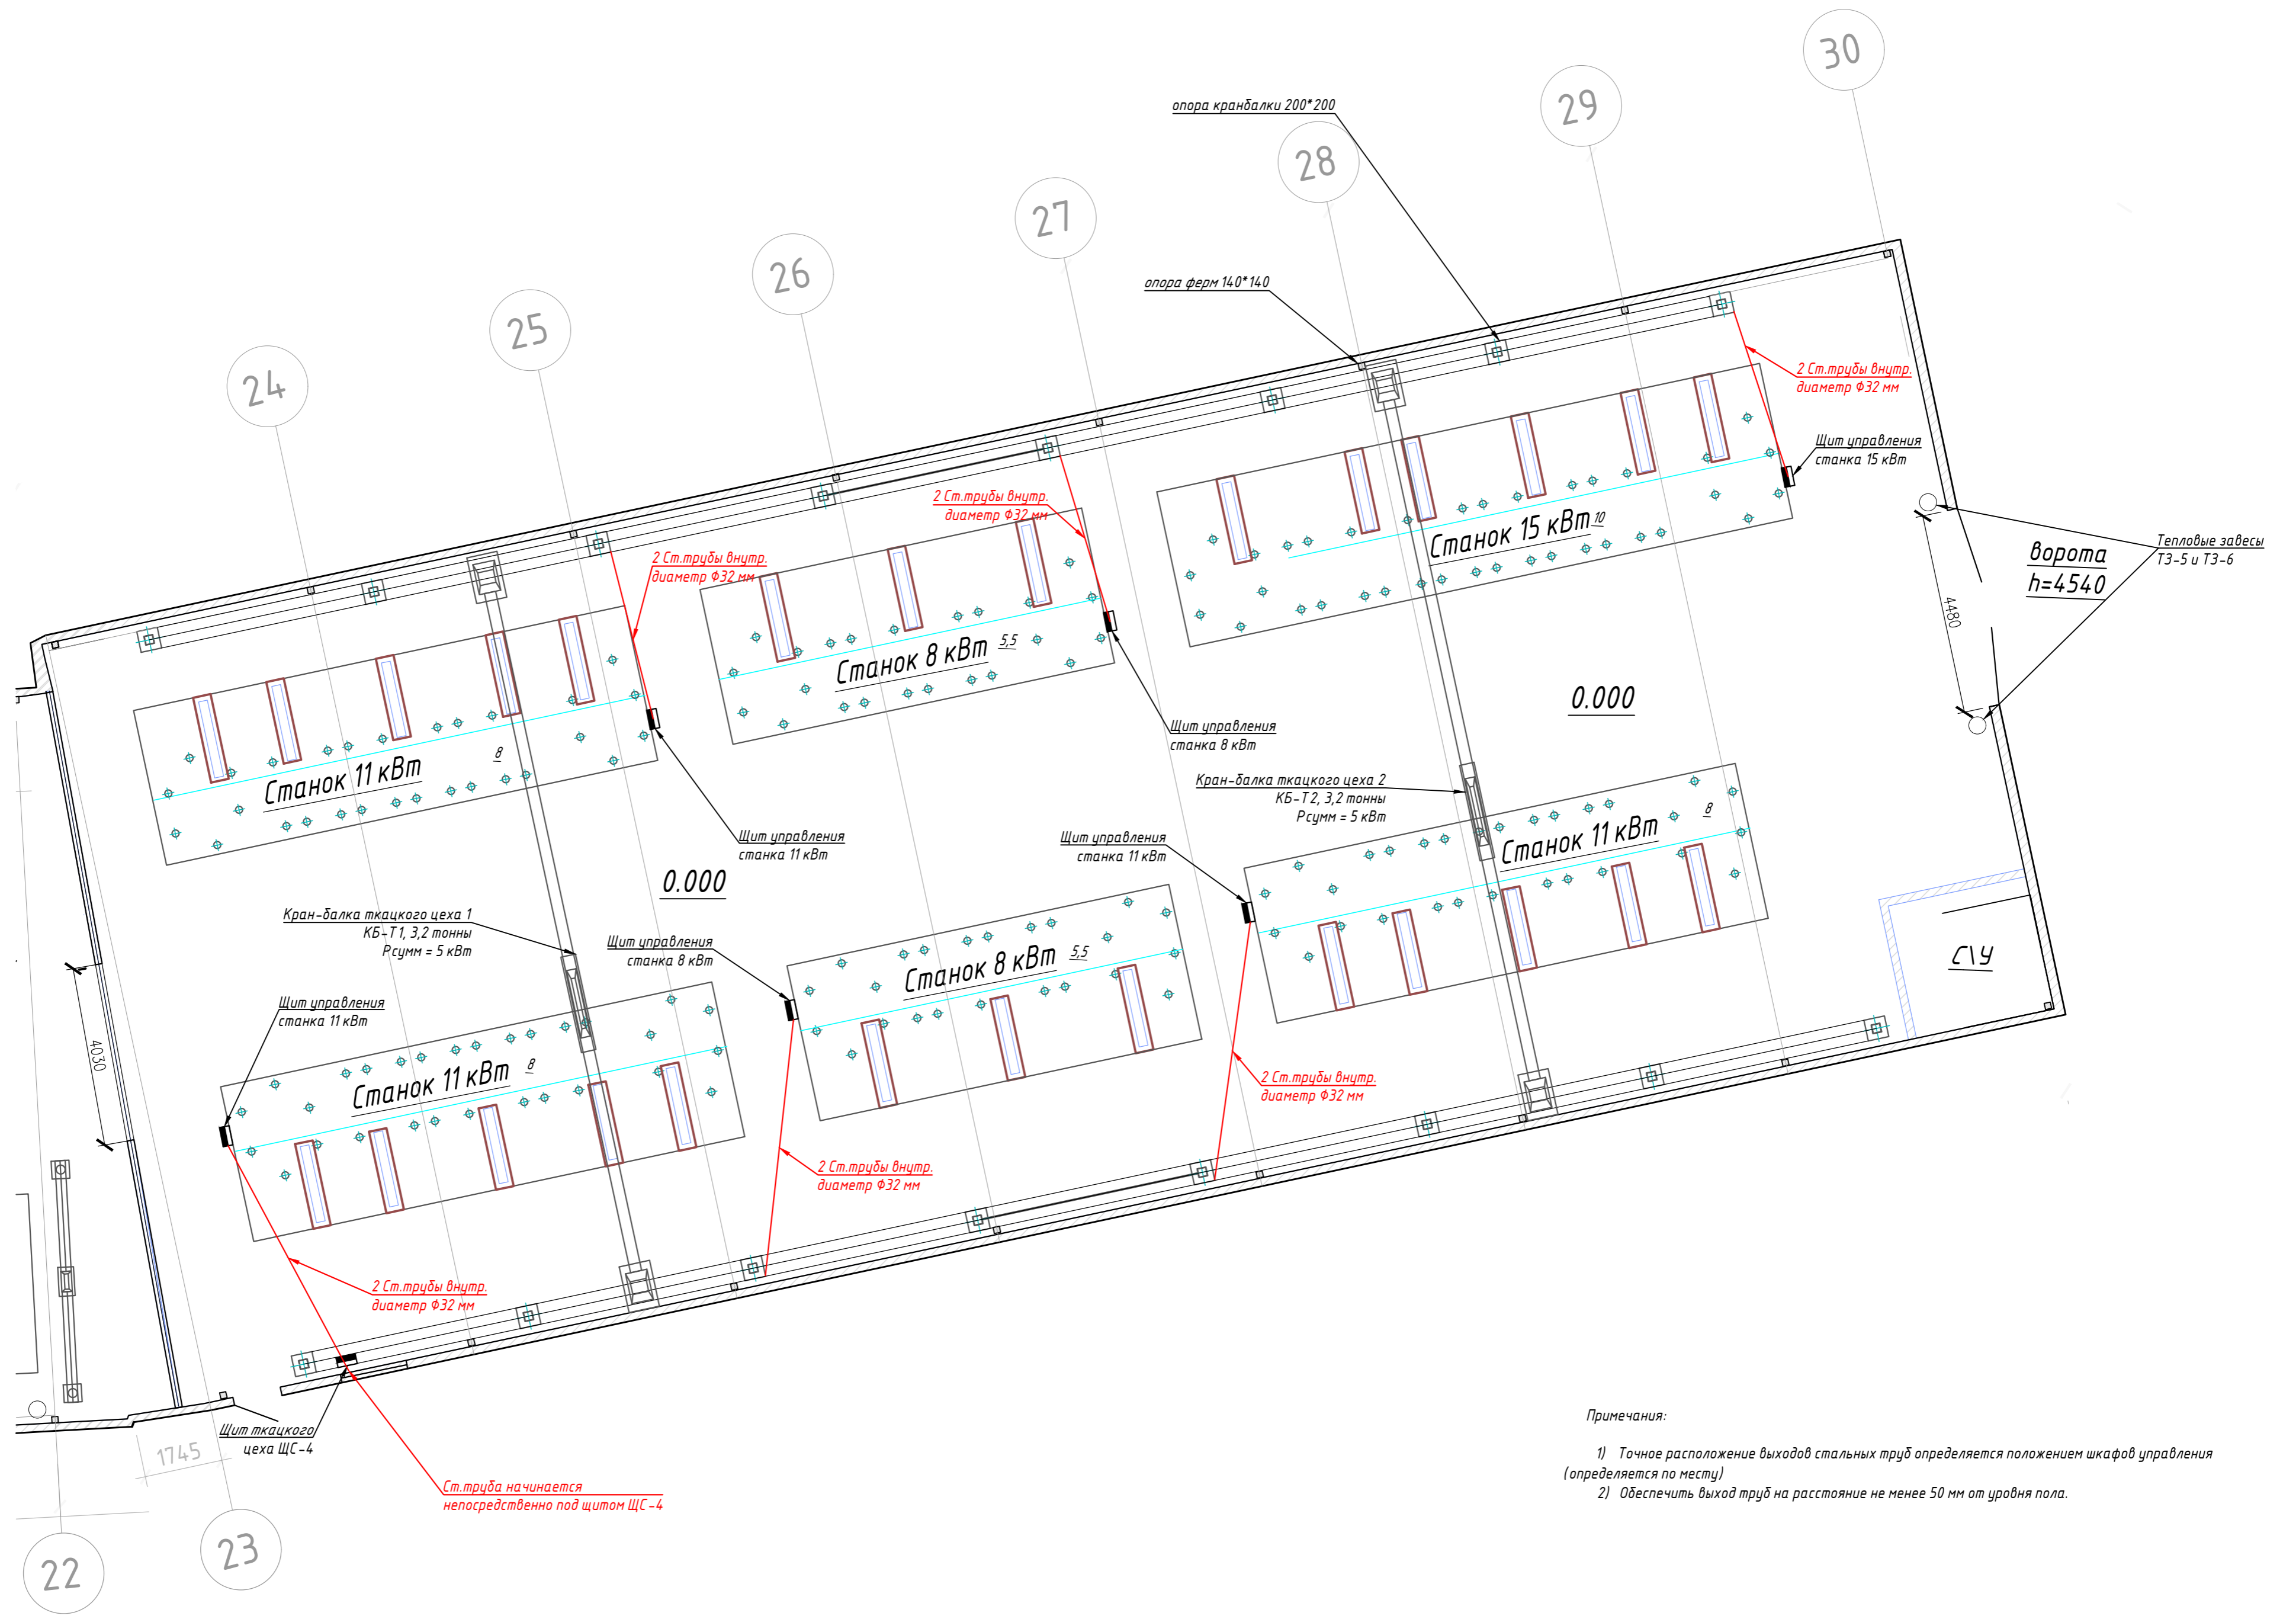 30
29
28
27
26
25
24
опора кранбалки 200*200
опора ферм 140*140
2 Ст.трубы внутр.
диаметр Ф32 мм
Щит управления
станка 15 кВт
2 Ст.трубы внутр.
диаметр Ф32 мм
Станок 15 кВт 10
2 Ст.трубы внутр.
диаметр Ф32 мм
Тепловые завесы
ТЗ-5 и ТЗ-6
ворота
h=4540
4480
Станок 8 кВт 5,5
0.000
Щит управления
станка 8 кВт
Станок 11 кВт 8
Кран-балка ткацкого цеха 2
КБ-Т2, 3,2 тонны
Рсумм = 5 кВт
Щит управления
станка 11 кВт
Щит управления
станка 11 кВт
Станок 11 кВт 8
0.000
Кран-балка ткацкого цеха 1
КБ-Т1, 3,2 тонны
Рсумм = 5 кВт
Щит управления
станка 8 кВт
Станок 8 кВт 5,5
С\У
Щит управления
станка 11 кВт
4030
Станок 11 кВт 8
2 Ст.трубы внутр.
диаметр Ф32 мм
2 Ст.трубы внутр.
диаметр Ф32 мм
2 Ст.трубы внутр.
диаметр Ф32 мм
Щит ткацкого
цеха ЩС-4
1745
Ст.труба начинается
непосредственно под щитом ЩС-4
Примечания:
1) Точное расположение выходов стальных труб определяется положением шкафов управления
(определяется по месту)
2) Обеспечить выход труб на расстояние не менее 50 мм от уровня пола.
23
22